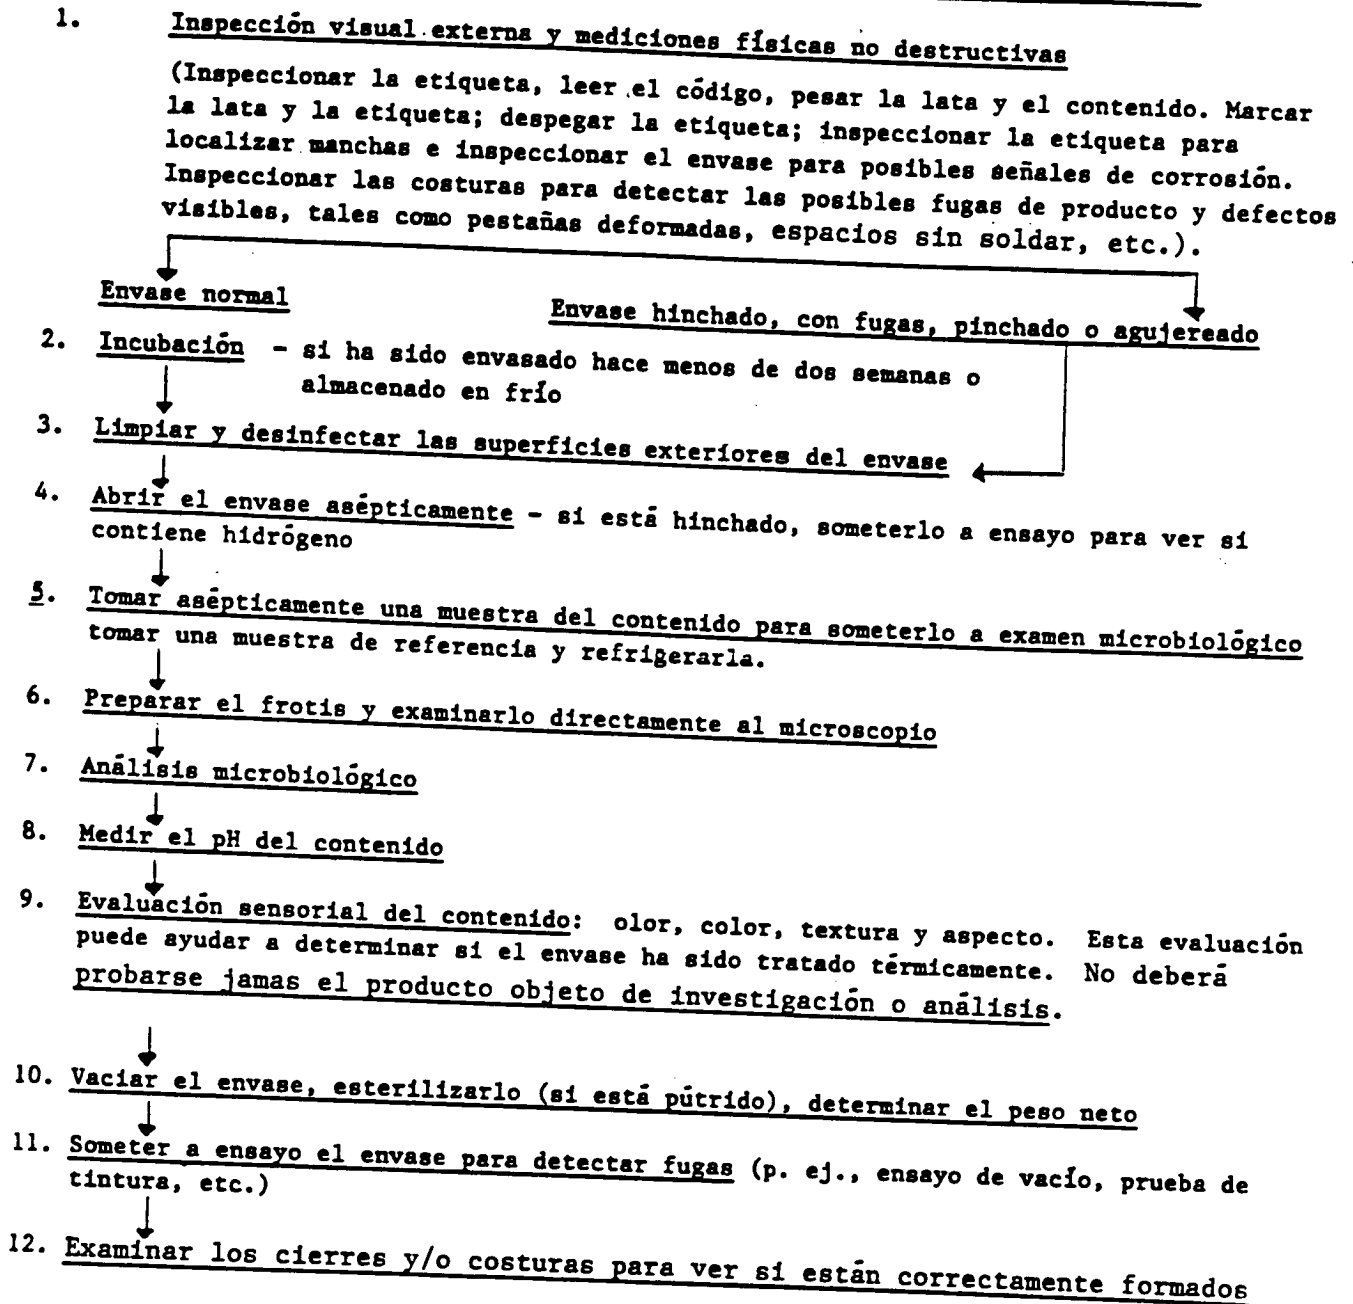 1. Inspección visual externa y mediciones físicas no destructivas
(Inspeccionar la etiqueta, leer el código, pesar la lata y el contenido. Marcar
la lata y la etiqueta; despegar la etiqueta; inspeccionar la etiqueta para
localizar manchas e inspeccionar el envase para posibles señales de corrosión.
Inspeccionar las costuras para detectar las posibles fugas de producto y defectos
visibles, tales como pestañas deformadas, espacios sin soldar, etc.).
Envase normal
Envase hinchado, con fugas, pinchado o agujereado
2. Incubación - si ha sido envasado hace menos de dos semanas o
almacenado en frío
3. Limpiar y desinfectar las superficies exteriores del envase
4. Abrir el envase asépticamente - si está hinchado, someterlo a ensayo para ver si
contiene hidrógeno
5. Tomar asépticamente una muestra del contenido para someterlo a examen microbiológico
tomar una muestra de referencia y refrigerarla.
6. Preparar el frotis y examinarlo directamente al microscopio
7. Análisis microbiológico
8. Medir el pH del contenido
9. Evaluación sensorial del contenido: olor, color, textura y aspecto. Esta evaluación
puede ayudar a determinar si el envase ha sido tratado térmicamente. No deberá
probarse jamas el producto objeto de investigación o análisis.
10. Vaciar el envase, esterilizarlo (si está pútrido), determinar el peso neto
11. Someter a ensayo el envase para detectar fugas (p. ej., ensayo de vacío, prueba de
tintura, etc.)
12. Examinar los cierres y/o costuras para ver si están correctamente formados